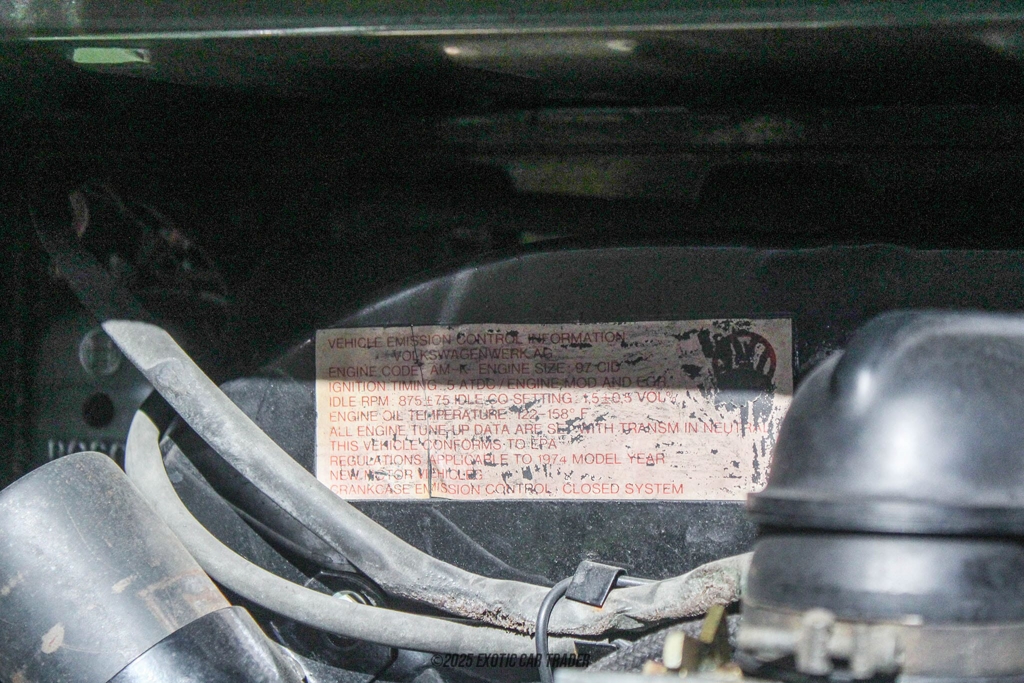 VEHICLE EMISSION CONTROL INFORMATION
VOLKSWAGENWERK AG
ENGINE CODE: AM-K- ENGINE SIZE: 97 CID
IGNITION TIMING: 5 ATDC / ENGINE MOD AND EGR
IDLE RPM: 875±75 IDLE CO SETTING: 1,5±0,5 VOL%
ENGINE OIL TEMPERATURE 122-158° F
ALL ENGINE TUNE UP DATA ARE SET WITH TRANSM IN NEUTRAL
THIS VEHICLE CONFORMS TO EPA
REGULATIONS APPLICABLE TO 1974 MODEL YEAR
NEW MOTOR VEHICLES
CRANKCASE EMISSION CONTROL: CLOSED SYSTEM
©2025 EXOTIC CAR TRADER